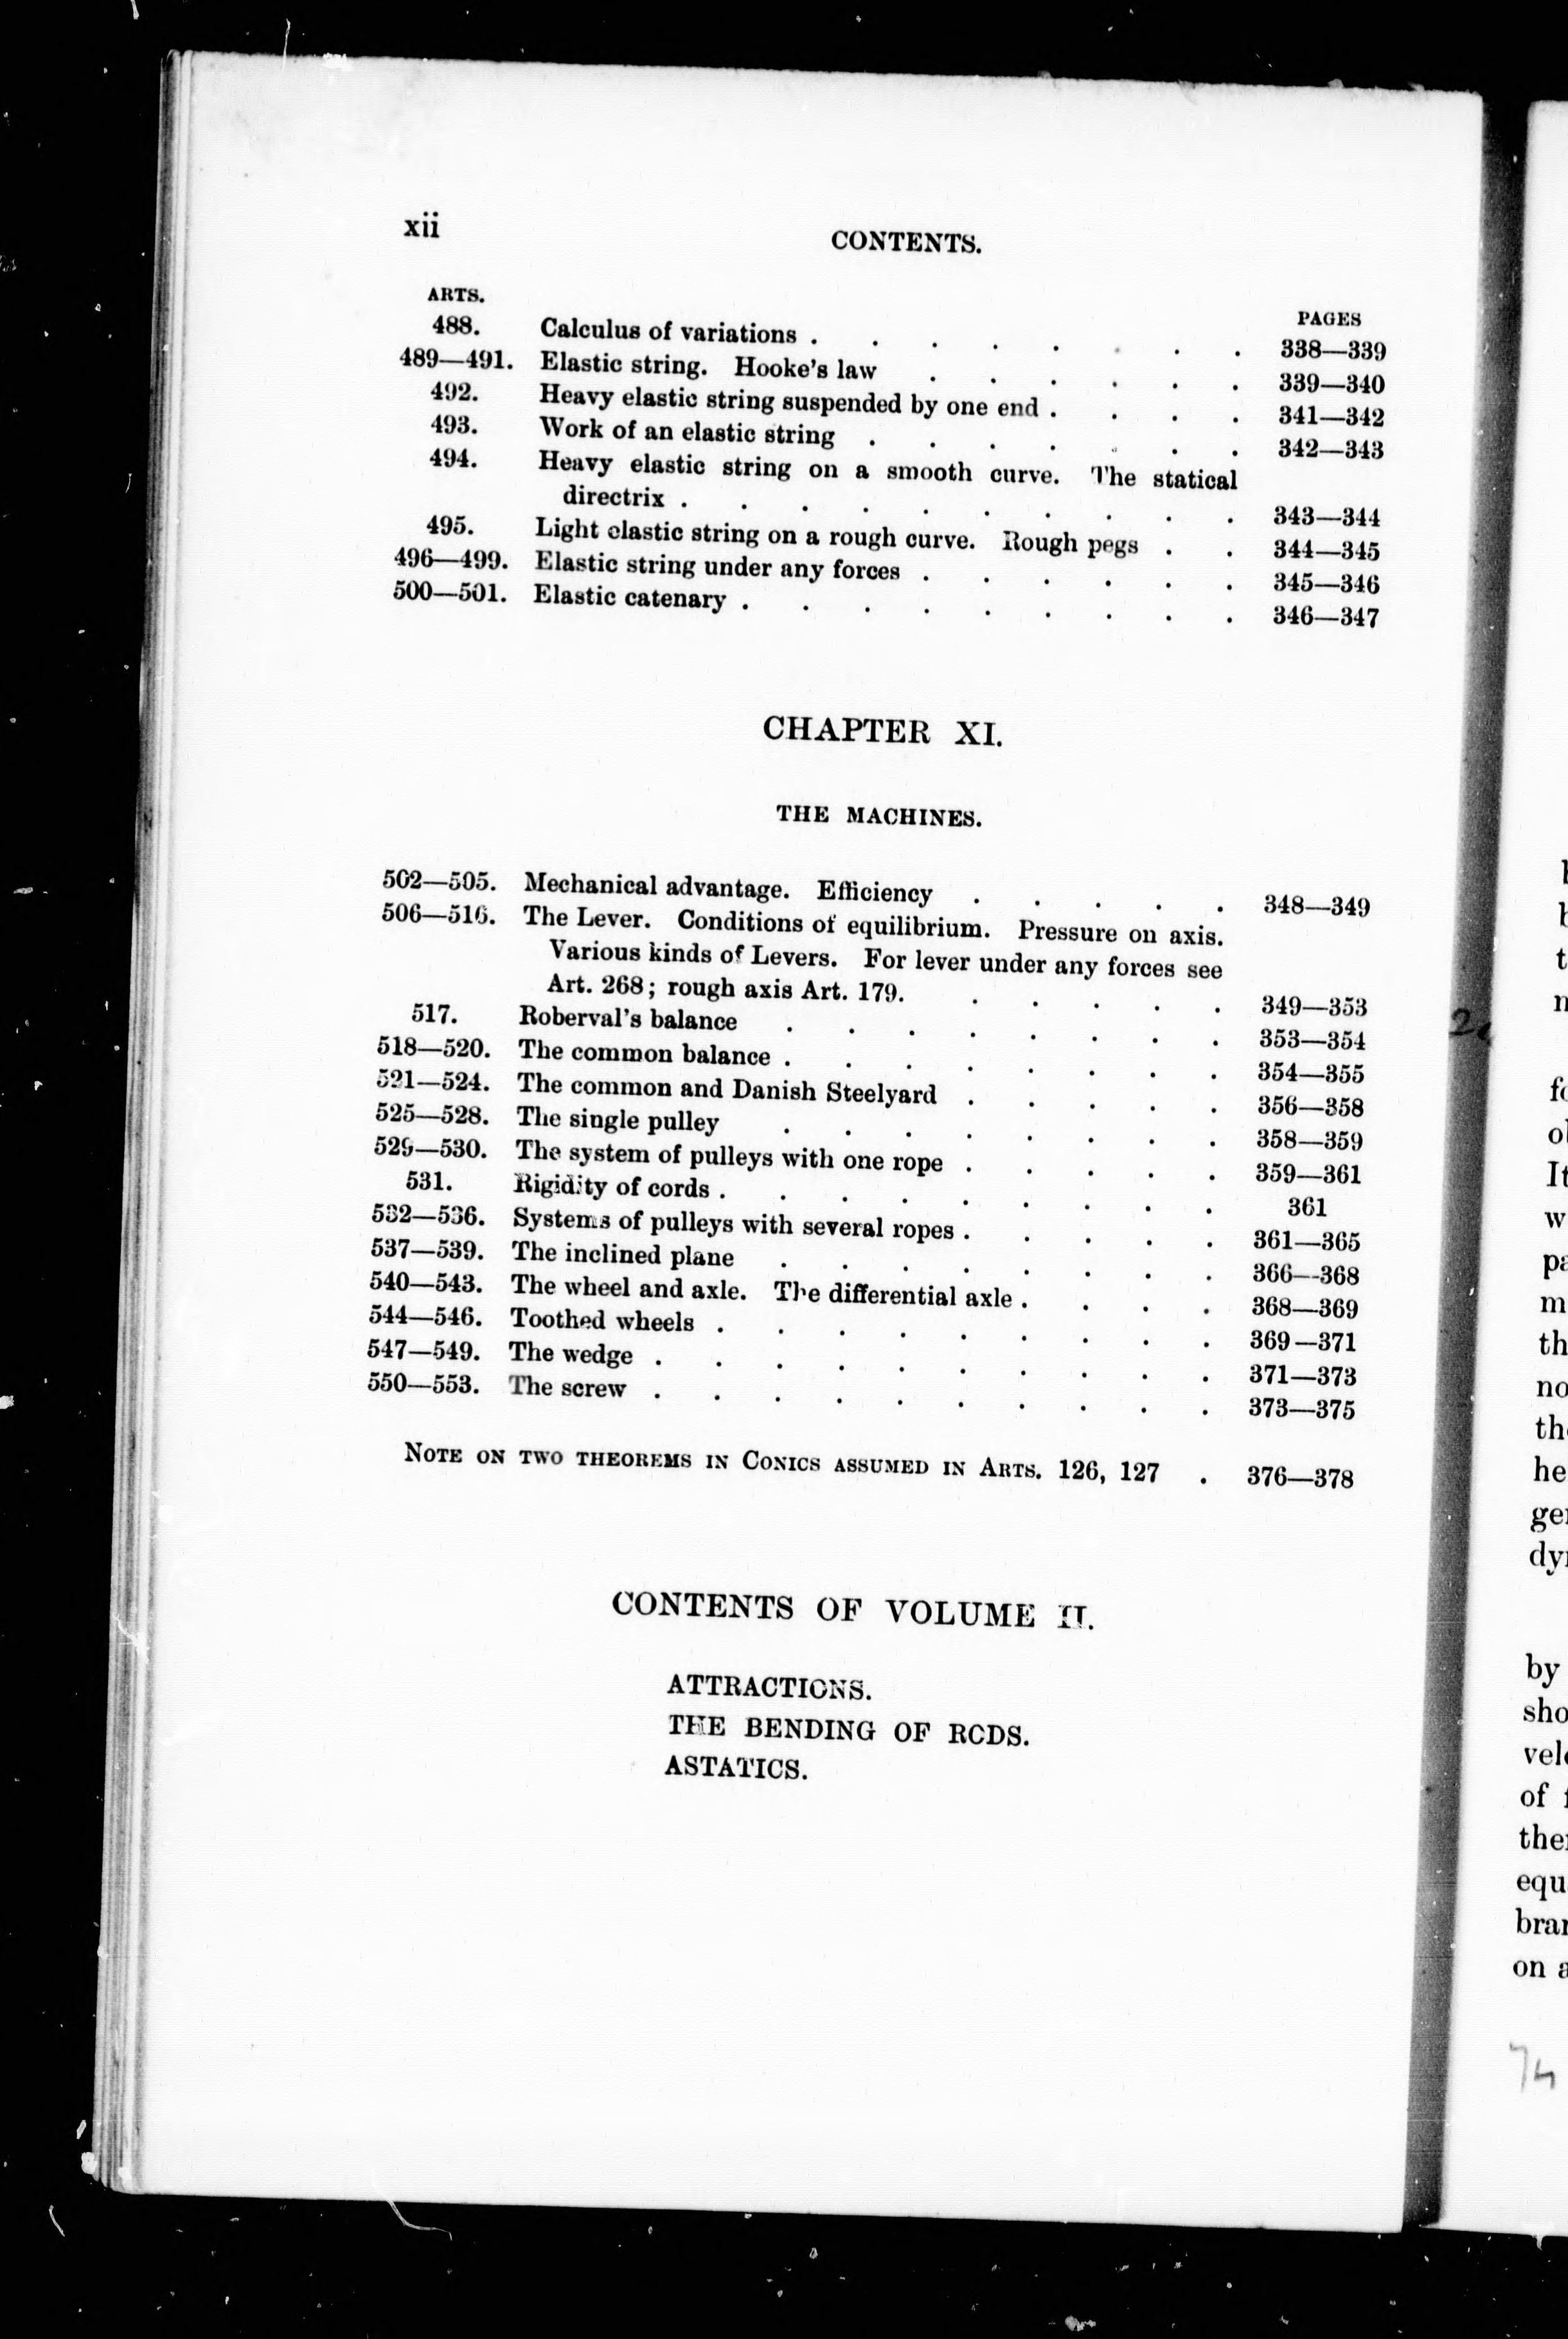 xii
CONTENTS.
ARTS. PAGES
488. Calculus of variations . . . . . . . . 338—339
489—491. Elastic string. Hooke's law . . . . . . 339—340
492. Heavy elastic string suspended by one end . . . . 341—342
493. Work of an elastic string . . . . . . . 342—343
494. Heavy elastic string on a smooth curve. The statical
directrix . . . . . . . . . . 343—344
495. Light elastic string on a rough curve. Rough pegs . . 344—345
496—499. Elastic string under any forces . . . . . . 345—346
500—501. Elastic catenary . . . . . . . . . 346—347
CHAPTER XI.
THE MACHINES.
502—505. Mechanical advantage. Efficiency . . . . . 348—349
506—516. The Lever. Conditions of equilibrium. Pressure on axis.
Various kinds of Levers. For lever under any forces see
Art. 268; rough axis Art. 179. . . . . . 349—353
517. Roberval's balance . . . . . . . . 353—354
518—520. The common balance . . . . . . . . 354—355
521—524. The common and Danish Steelyard . . . . . 356—358
525—528. The single pulley . . . . . . . . 358—359
529—530. The system of pulleys with one rope . . . . . 359—361
531. Rigidity of cords . . . . . . . . . 361
532—536. Systems of pulleys with several ropes . . . . . 361—365
537—539. The inclined plane . . . . . . . . 366—368
540—543. The wheel and axle. The differential axle . . . . 368—369
544—546. Toothed wheels . . . . . . . . . 369—371
547—549. The wedge . . . . . . . . . . 371—373
550—553. The screw . . . . . . . . . . 373—375
NOTE ON TWO THEOREMS IN CONICS ASSUMED IN ARTS. 126, 127 . 376—378
CONTENTS OF VOLUME II.
ATTRACTIONS.
THE BENDING OF RODS.
ASTATICS.